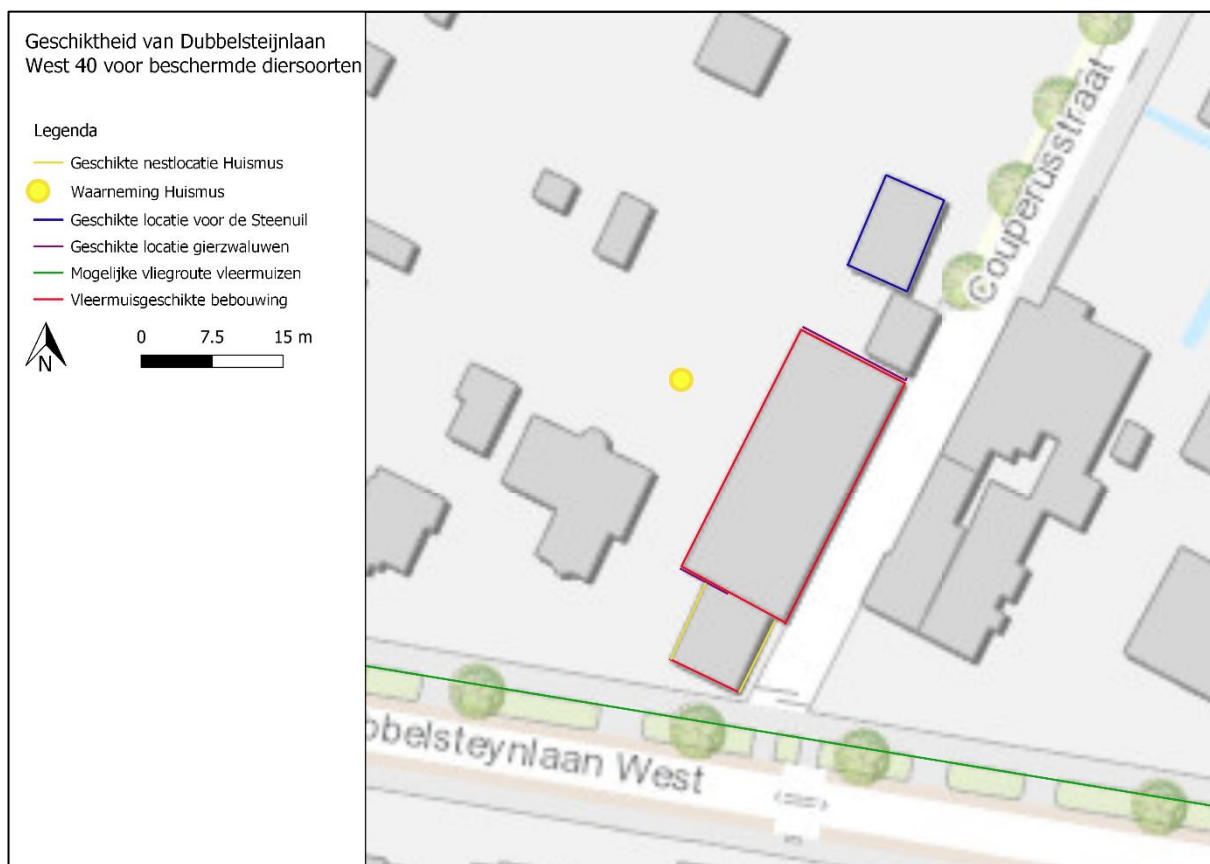 Geschiktheid van Dubbelsteijnlaan
West 40 voor beschermde diersoorten
Legenda
Geschikte nestlocatie Huismus
Waarneming Huismus
Geschikte locatie voor de Steenuil
Geschikte locatie gierzwaluwen
Mogelijke vliegroute vleermuizen
Vleermuisgeschikte bebouwing
N
0 7.5 15 m
Couperusstraat
bbelsteynlaan West